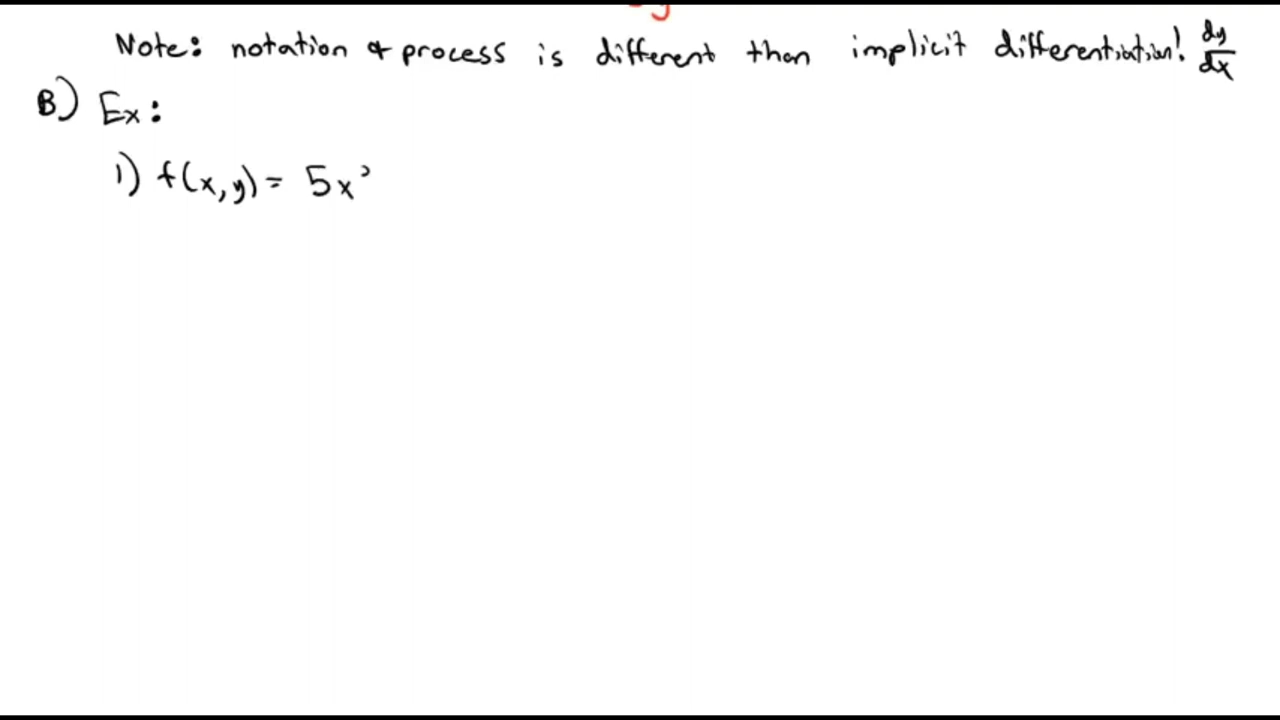 Note: notation & process is different than implicit differentiation! dy/dx
B) Ex:
1) f(x,y) = 5x